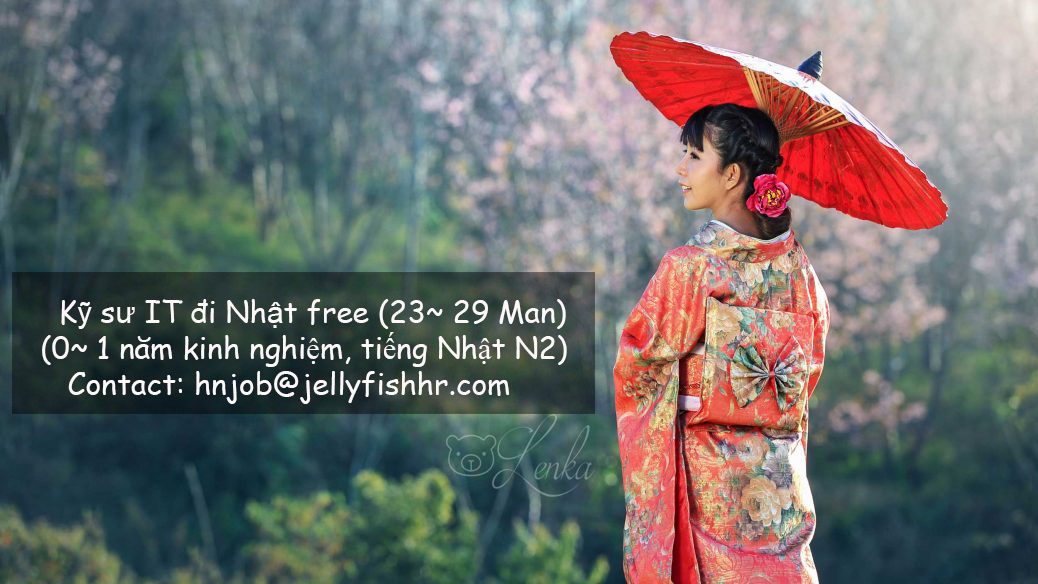 Kỹ sư IT đi Nhật free (23~ 29 Man)
(0~ 1 năm kinh nghiệm, tiếng Nhật N2)
Contact: hnjob@jellyfishhr.com
Lenka